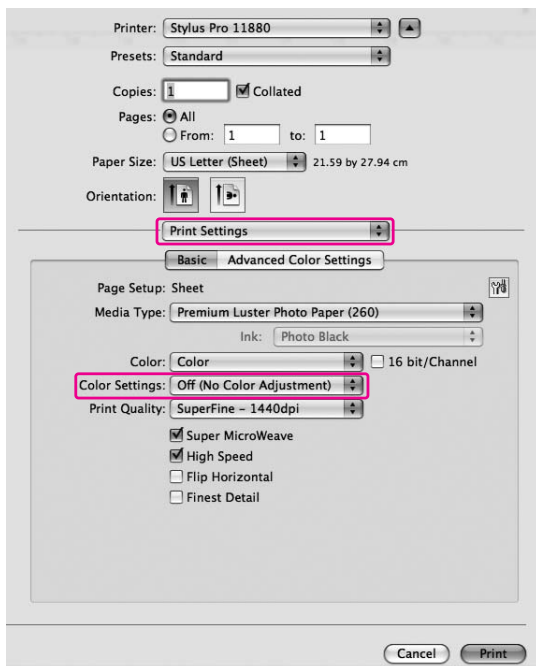 Printer: Stylus Pro 11880
Presets: Standard
Copies: 1 Collated
Pages: All
From: 1 to: 1
Paper Size: US Letter (Sheet) 21.59 by 27.94 cm
Orientation:
Print Settings
Basic Advanced Color Settings
Page Setup: Sheet
Media Type: Premium Luster Photo Paper (260)
Ink: Photo Black
Color: Color 16 bit/Channel
Color Settings: Off (No Color Adjustment)
Print Quality: SuperFine – 1440dpi
Super MicroWeave
High Speed
Flip Horizontal
Finest Detail
Cancel Print